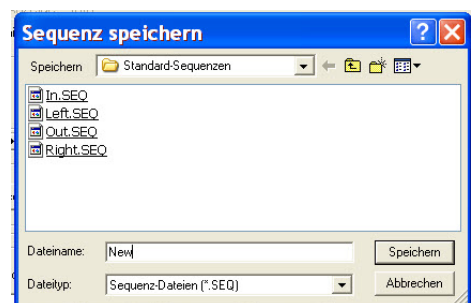 Sequenz speichern
Speichern Standard-Sequenzen
In.SEQ
Left.SEQ
Out.SEQ
Right.SEQ
Dateiname: New Speichern
Dateityp: Sequenz-Dateien (*.SEQ) Abbrechen